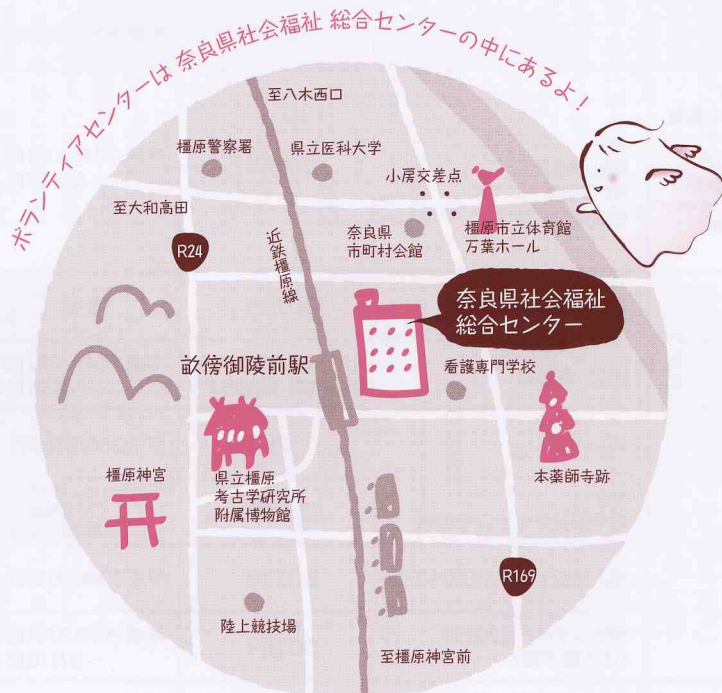 ボランティアセンターは 奈良県社会福祉 総合センターの中にあるよ!
至八木西口
橿原警察署
県立医科大学
小房交差点
至大和高田
奈良県
市町村会館
橿原市立体育館
万葉ホール
R24
近鉄橿原線
奈良県社会福祉
総合センター
畝傍御陵前駅
看護専門学校
橿原神宮
県立橿原
考古学研究所
附属博物館
本薬師寺跡
R169
陸上競技場
至橿原神宮前